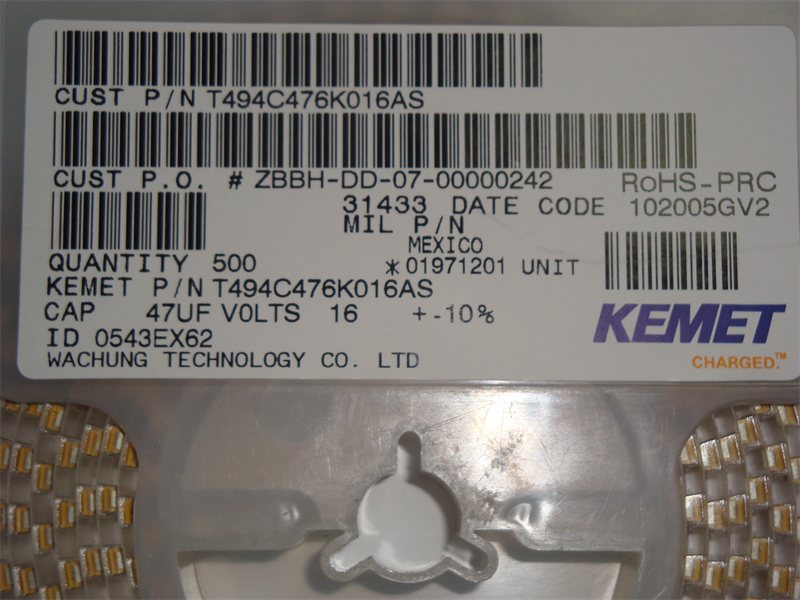 CUST P/N T494C476K016AS
CUST P.O. # ZBBH-DD-07-00000242 RoHS-PRC
31433 DATE CODE 102005GV2
MIL P/N
MEXICO
QUANTITY 500 *01971201 UNIT
KEMET P/N T494C476K016AS
CAP 47UF VOLTS 16 +-10%
ID 0543EX62
WACHUNG TECHNOLOGY CO. LTD
KEMET
CHARGED.™